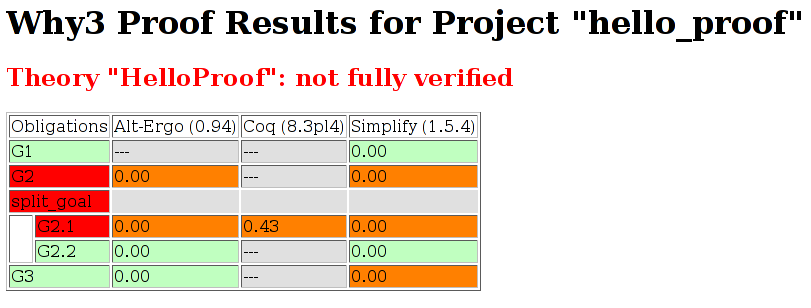 Why3 Proof Results for Project "hello_proof"
Theory "HelloProof": not fully verified
Obligations Alt-Ergo (0.94) Coq (8.3pl4) Simplify (1.5.4)
G1 --- --- 0.00
G2 0.00 --- 0.00
split_goal
G2.1 0.00 0.43 0.00
G2.2 0.00 --- 0.00
G3 0.00 --- 0.00